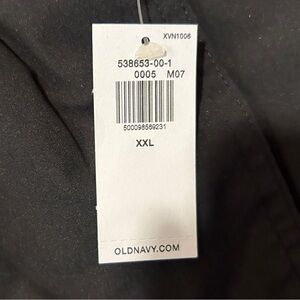 XVN1006
538653-00-1
0005 M07
500098569231
XXL
OLDNAVY.COM